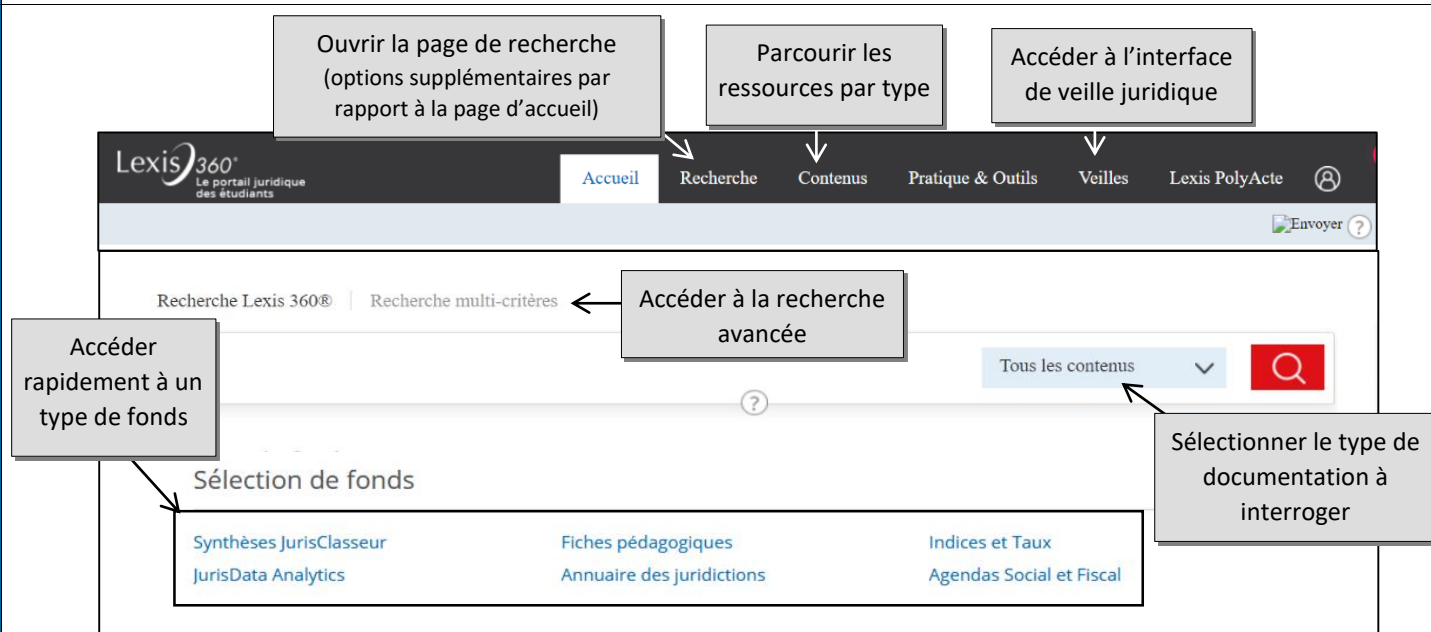 Ouvrir la page de recherche
(options supplémentaires par
rapport à la page d’accueil)
Parcourir les
ressources par type
Accéder à l’interface
de veille juridique
Lexis 360°
Le portail juridique
des étudiants
Accueil
Recherche
Contenus
Pratique & Outils
Veilles
Lexis PolyActe
Envoyer ?
Recherche Lexis 360® | Recherche multi-critères
Accéder à la recherche
avancée
Accéder
rapidement à un
type de fonds
Tous les contenus
?
Sélectionner le type de
documentation à
interroger
Sélection de fonds
Synthèses JurisClasseur
Fiches pédagogiques
Indices et Taux
JurisData Analytics
Annuaire des juridictions
Agendas Social et Fiscal